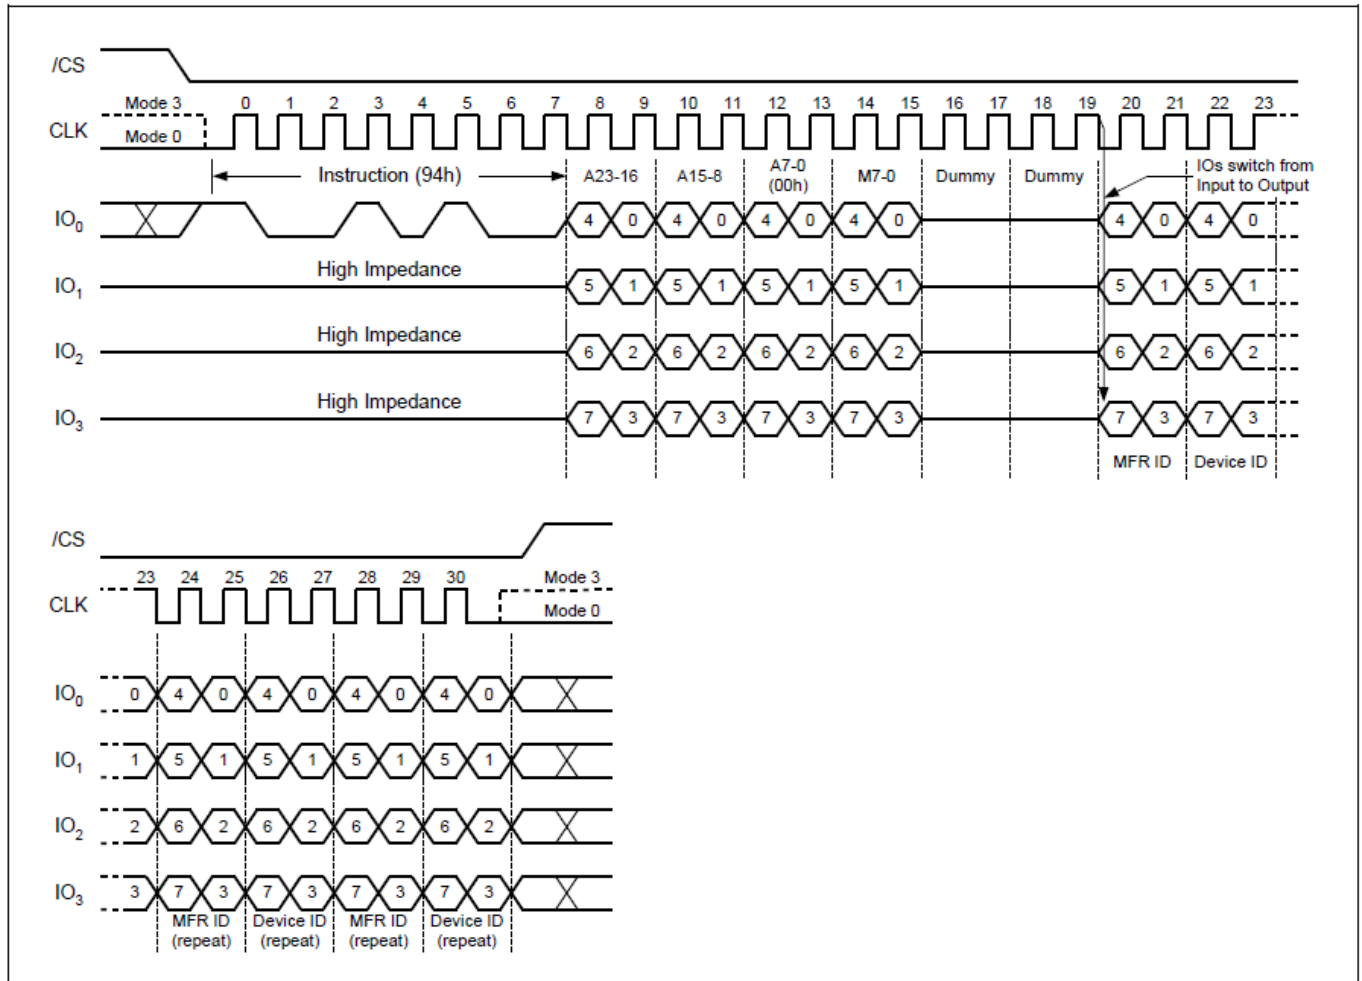 /CS
Mode 3 0 1 2 3 4 5 6 7 8 9 10 11 12 13 14 15 16 17 18 19 20 21 22 23
CLK
Mode 0
Instruction (94h) A23-16 A15-8 A7-0 (00h) M7-0 Dummy Dummy IOs switch from Input to Output
IO0 4 0 4 0 4 0 4 0 4 0 4 0
High Impedance
IO1 5 1 5 1 5 1 5 1 5 1 5 1
High Impedance
IO2 6 2 6 2 6 2 6 2 6 2 6 2
High Impedance
IO3 7 3 7 3 7 3 7 3 7 3 7 3
MFR ID Device ID
/CS
23 24 25 26 27 28 29 30 Mode 3
CLK
Mode 0
IO0 0 4 0 4 0 4 0 4 0
IO1 1 5 1 5 1 5 1 5 1
IO2 2 6 2 6 2 6 2 6 2
IO3 3 7 3 7 3 7 3 7 3
MFR ID Device ID MFR ID Device ID
(repeat) (repeat) (repeat) (repeat)